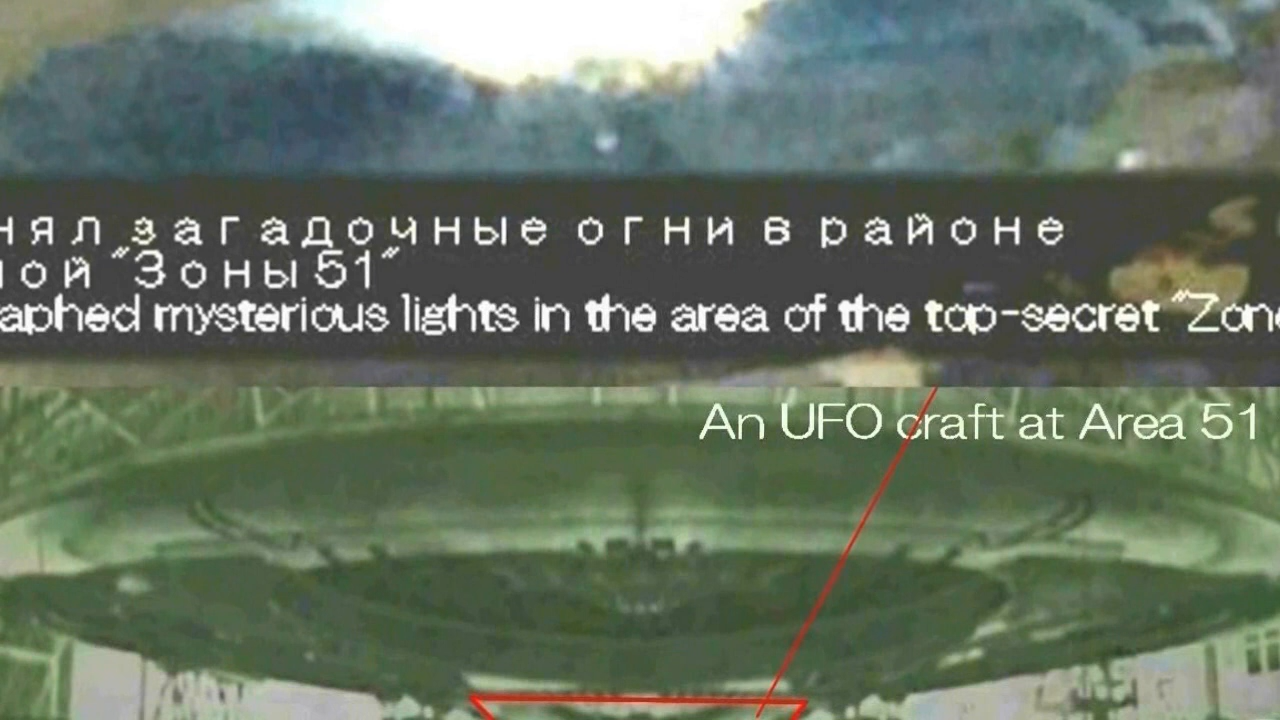 нял загадочные огни в районе
ной "Зоны 51"
aphed mysterious lights in the area of the top-secret "Zone
An UFO craft at Area 51